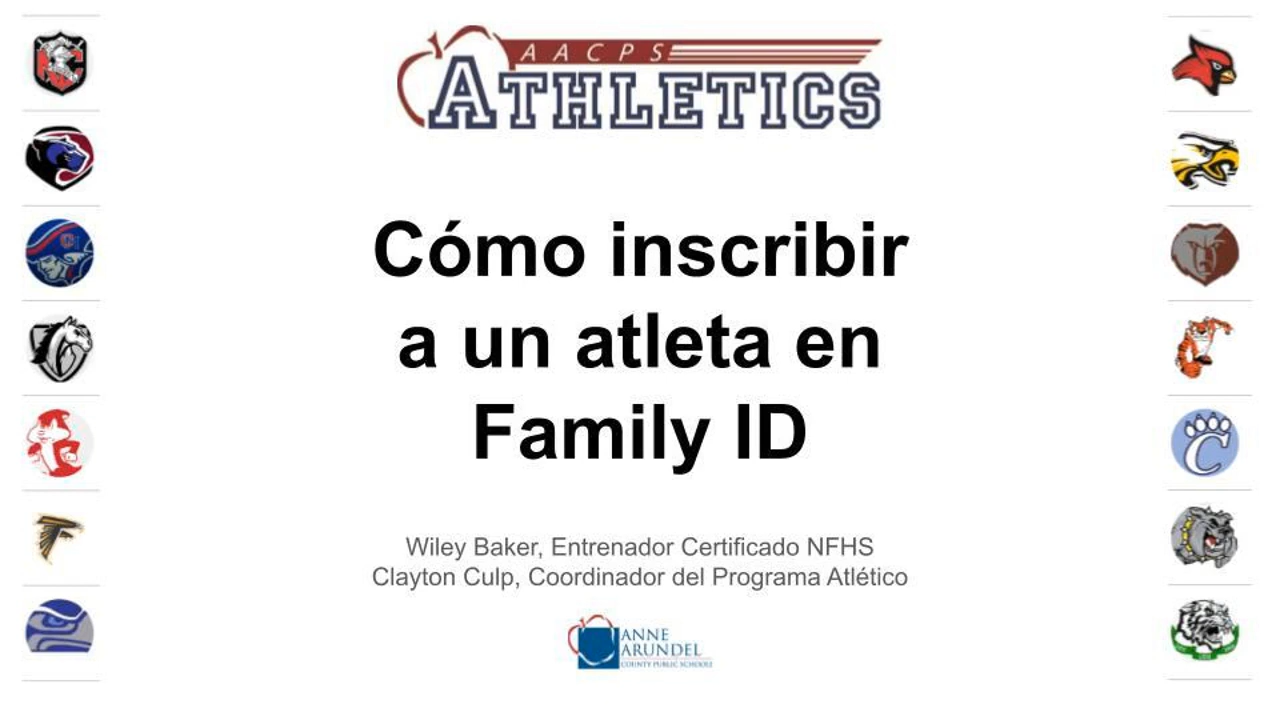 AACPS
ATHLETICS
Cómo inscribir
a un atleta en
Family ID
Wiley Baker, Entrenador Certificado NFHS
Clayton Culp, Coordinador del Programa Atlético
ANNE
ARUNDEL
COUNTY PUBLIC SCHOOLS
C